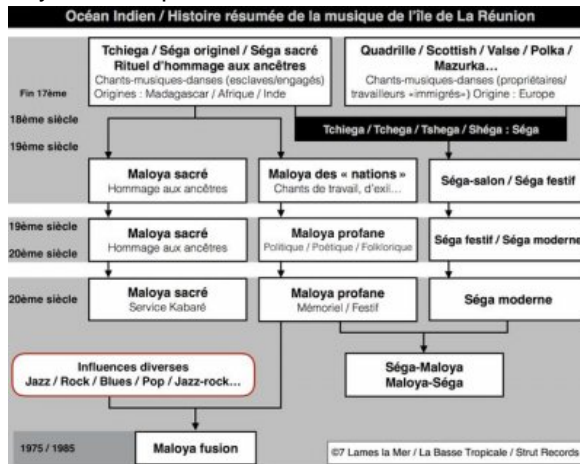 Océan Indien / Histoire résumée de la musique de l'île de La Réunion
Tchiega / Séga originel / Séga sacré
Rituel d'hommage aux ancêtres
Chants-musiques-danses (esclaves/engagés)
Origines : Madagascar / Afrique / Inde
Quadrille / Scottish / Valse / Polka /
Mazurka...
Chants-musiques-danses (propriétaires/
travailleurs «immigrés») Origine : Europe
Fin 17ème
18ème siècle
Tchiega / Tchega / Tshega / Shéga : Séga
19ème siècle
Maloya sacré
Hommage aux ancêtres
Maloya des « nations »
Chants de travail, d'exil...
Séga-salon / Séga festif
19ème siècle
20ème siècle
Maloya sacré
Hommage aux ancêtres
Maloya profane
Politique / Poétique / Folklorique
Séga festif / Séga moderne
20ème siècle
Maloya sacré
Service Kabaré
Maloya profane
Mémoriel / Festif
Séga moderne
Influences diverses
Jazz / Rock / Blues / Pop / Jazz-rock...
Séga-Maloya
Maloya-Séga
1975 / 1985
Maloya fusion
©7 Lames la Mer / La Basse Tropicale / Strut Records